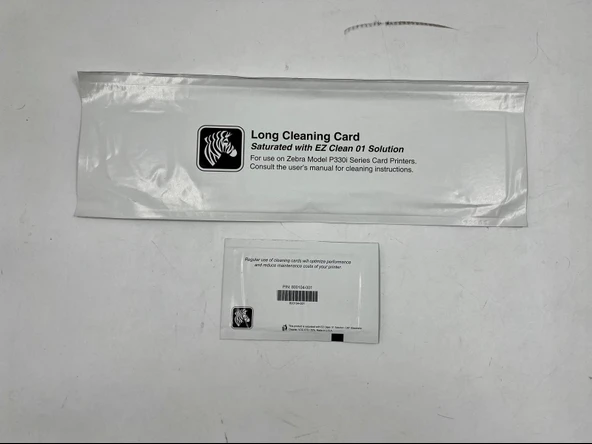 Long Cleaning Card
Saturated with EZ Clean 01 Solution
For use on Zebra Model P330i Series Card Printers.
Consult the user's manual for cleaning instructions.
Regular use of cleaning cards will optimize performance
and reduce maintenance costs of your printer.